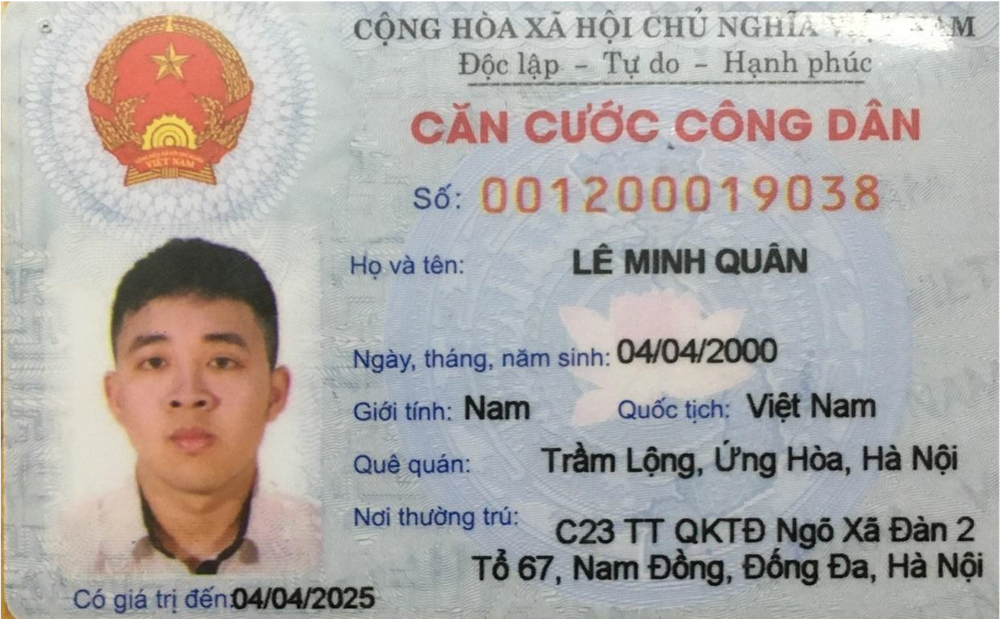 CỘNG HÒA XÃ HỘI CHỦ NGHĨA VIỆT NAM
Độc lập - Tự do - Hạnh phúc
CĂN CƯỚC CÔNG DÂN
Số: 001200019038
Họ và tên: LÊ MINH QUÂN
Ngày, tháng, năm sinh: 04/04/2000
Giới tính: Nam Quốc tịch: Việt Nam
Quê quán: Trầm Lộng, Ứng Hòa, Hà Nội
Nơi thường trú: C23 TT QKTĐ Ngõ Xã Đàn 2
Tổ 67, Nam Đồng, Đống Đa, Hà Nội
Có giá trị đến: 04/04/2025
VIỆT NAM